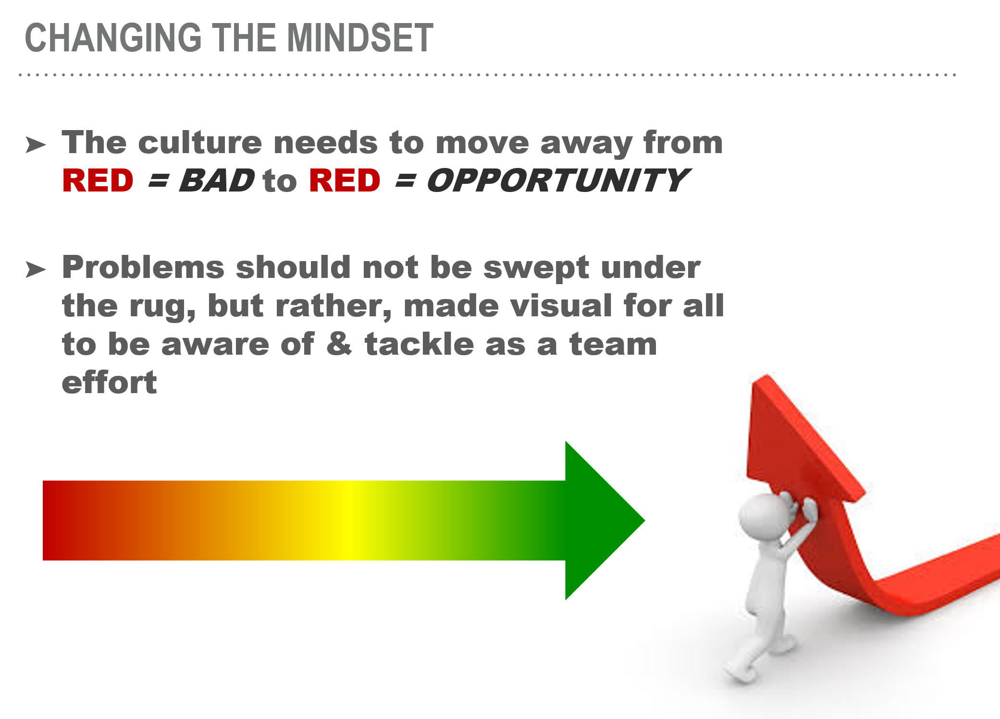 CHANGING THE MINDSET
➤ The culture needs to move away from
RED = BAD to RED = OPPORTUNITY
➤ Problems should not be swept under
the rug, but rather, made visual for all
to be aware of & tackle as a team
effort